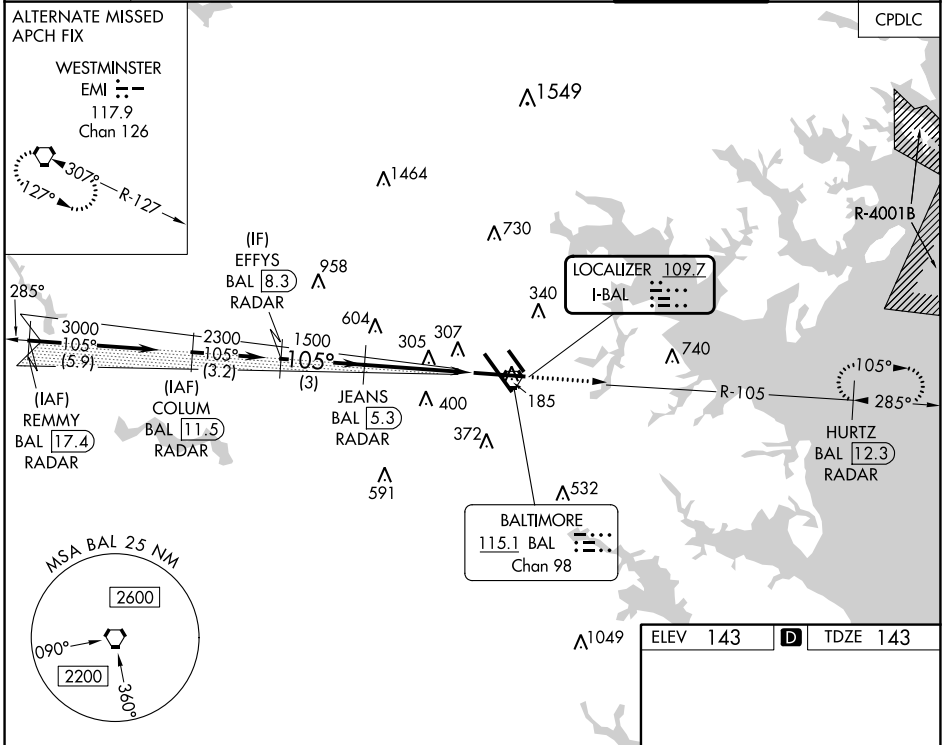 ALTERNATE MISSED
APCH FIX
WESTMINSTER
EMI
117.9
Chan 126
307°
127°
R-127
CPDLC
1549
1464
730
R-4001B
(IF)
EFFYS
BAL 8.3
RADAR
958
LOCALIZER 109.7
I-BAL
340
604
305
307
740
285°
3000
105°
(5.9)
2300
105°
(3.2)
1500
105°
(3)
(IAF)
REMMY
BAL 17.4
RADAR
(IAF)
COLUM
BAL 11.5
RADAR
JEANS
BAL 5.3
RADAR
400
185
R-105
105°
285°
HURTZ
BAL 12.3
RADAR
372
591
532
BALTIMORE
115.1 BAL
Chan 98
MSA BAL 25 NM
2600
090°
2200
360°
1049
ELEV 143 D TDZE 143